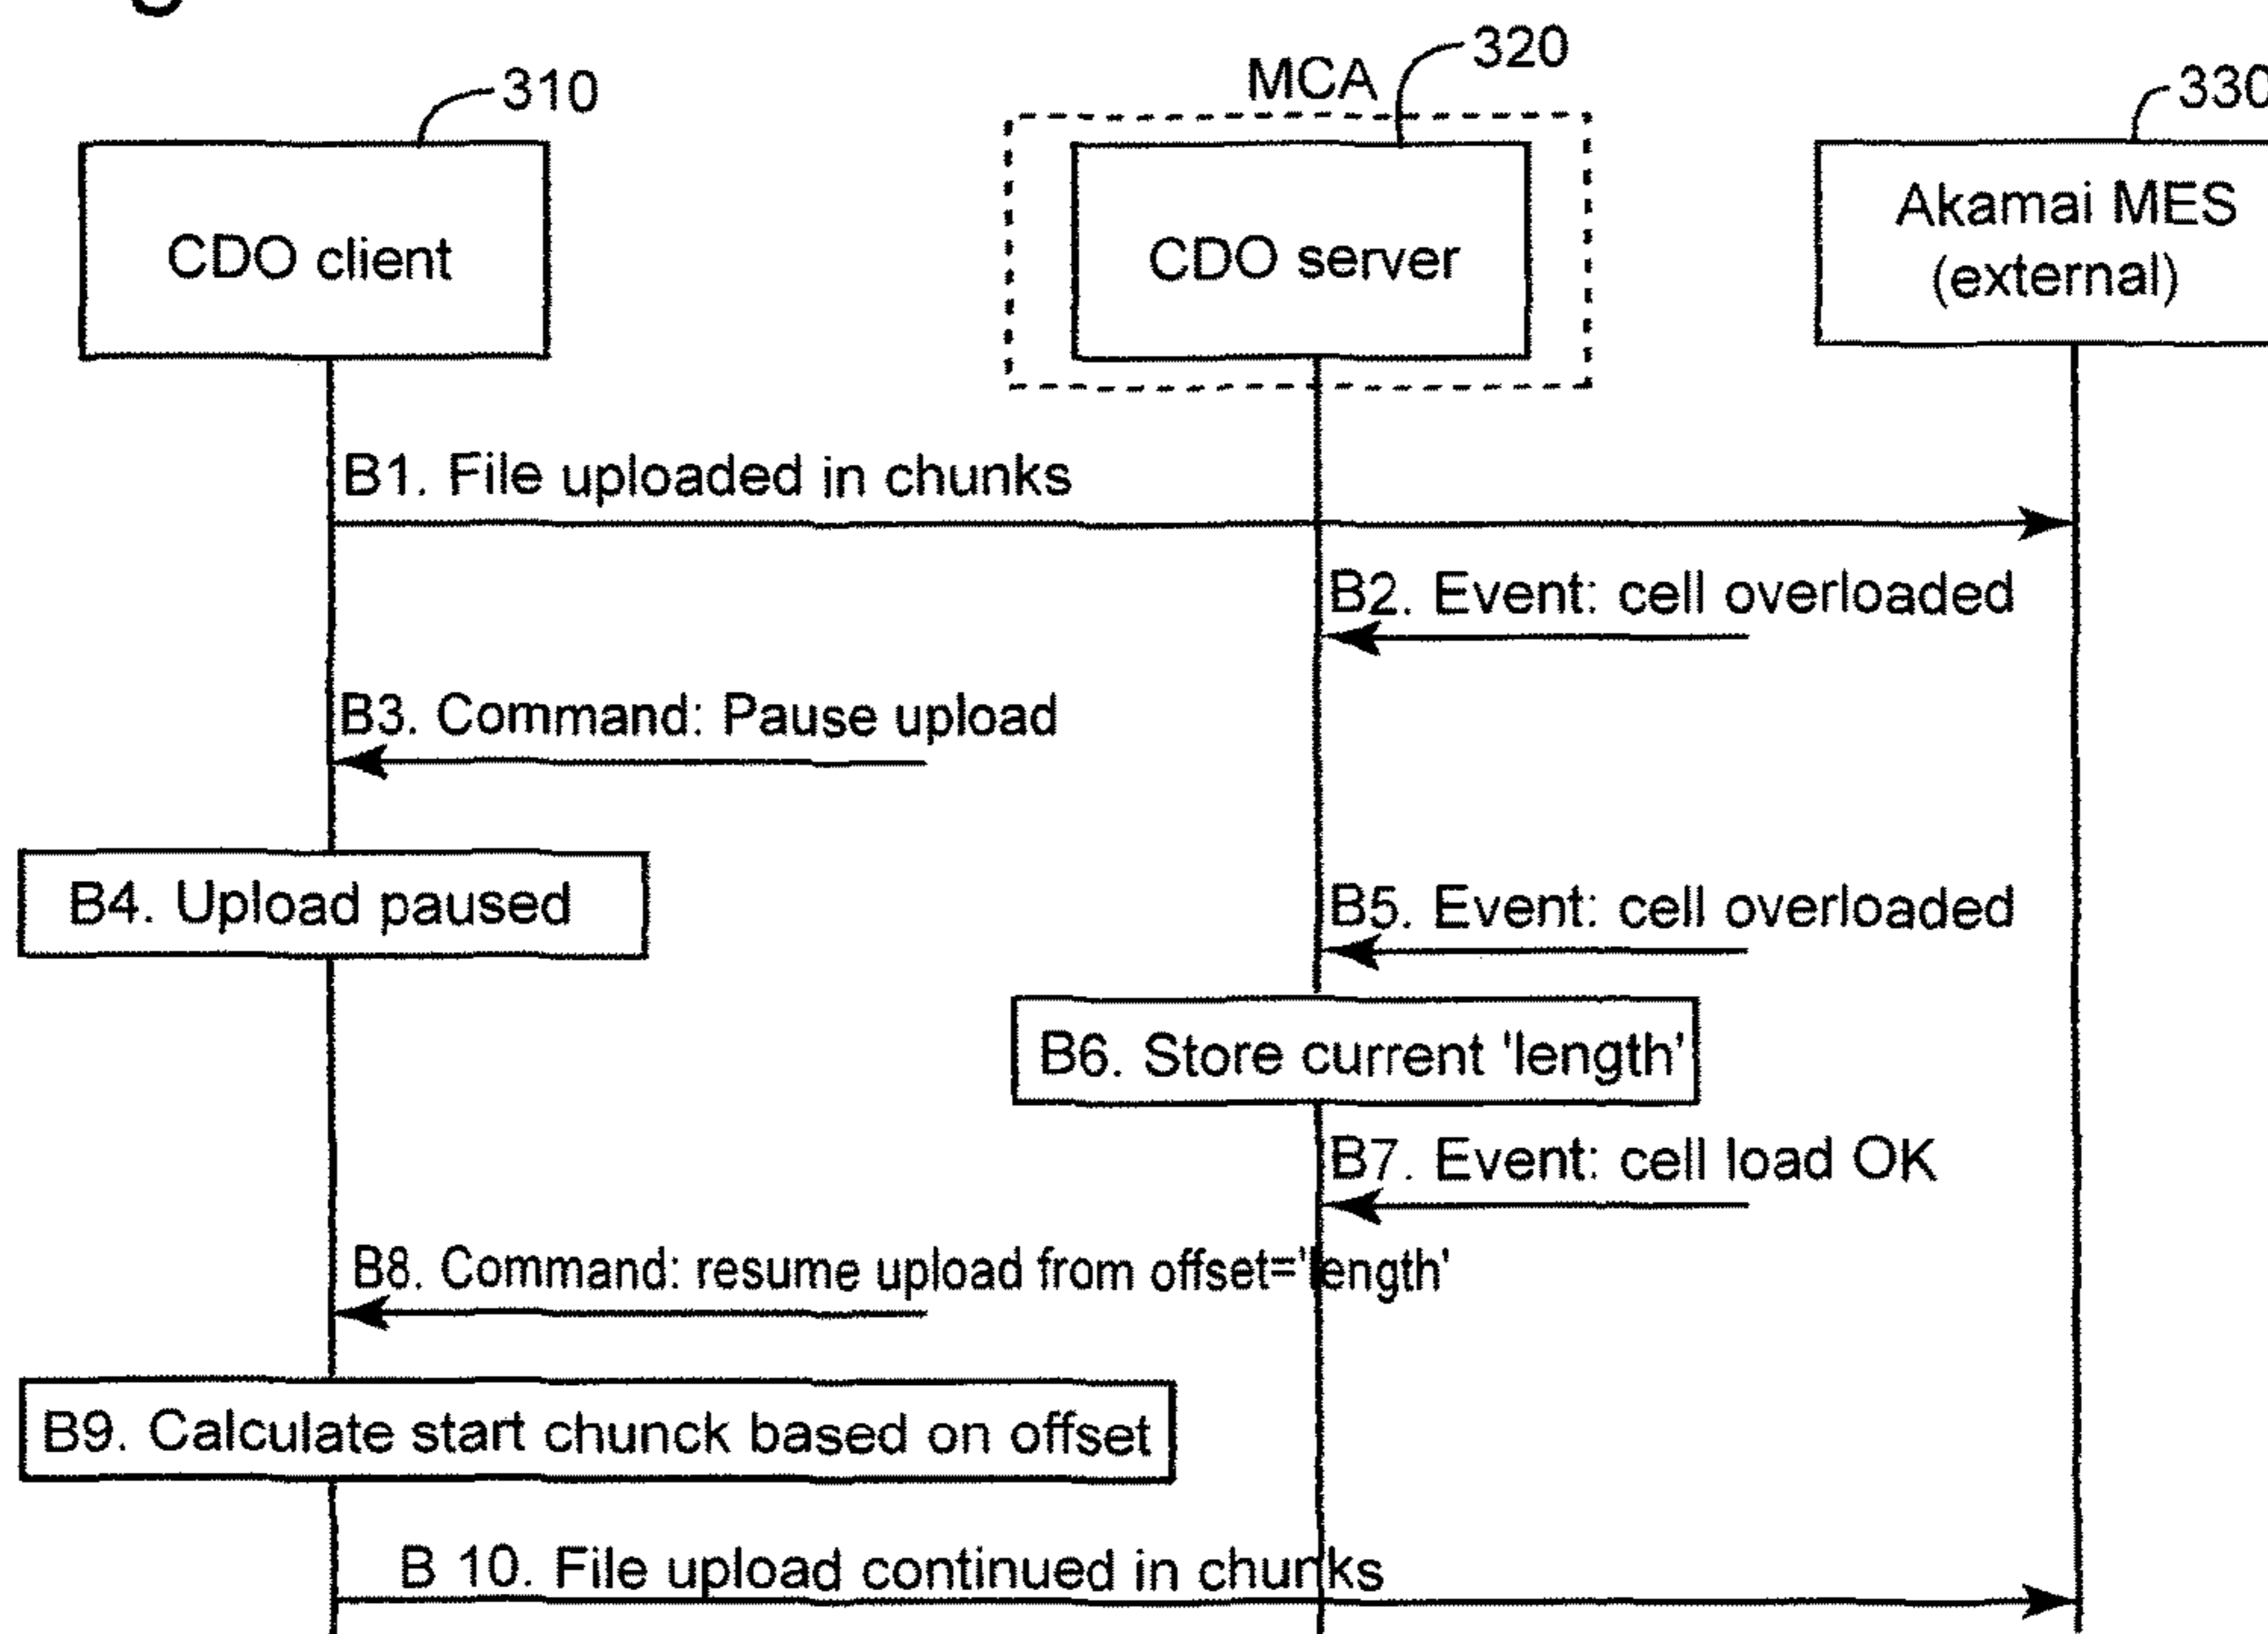 310
MCA
320
330
CDO client
CDO server
Akamai MES
(external)
B1. File uploaded in chunks
B2. Event: cell overloaded
B3. Command: Pause upload
B4. Upload paused
B5. Event: cell overloaded
B6. Store current 'length'
B7. Event: cell load OK
B8. Command: resume upload from offset='length'
B9. Calculate start chunck based on offset
B 10. File upload continued in chunks